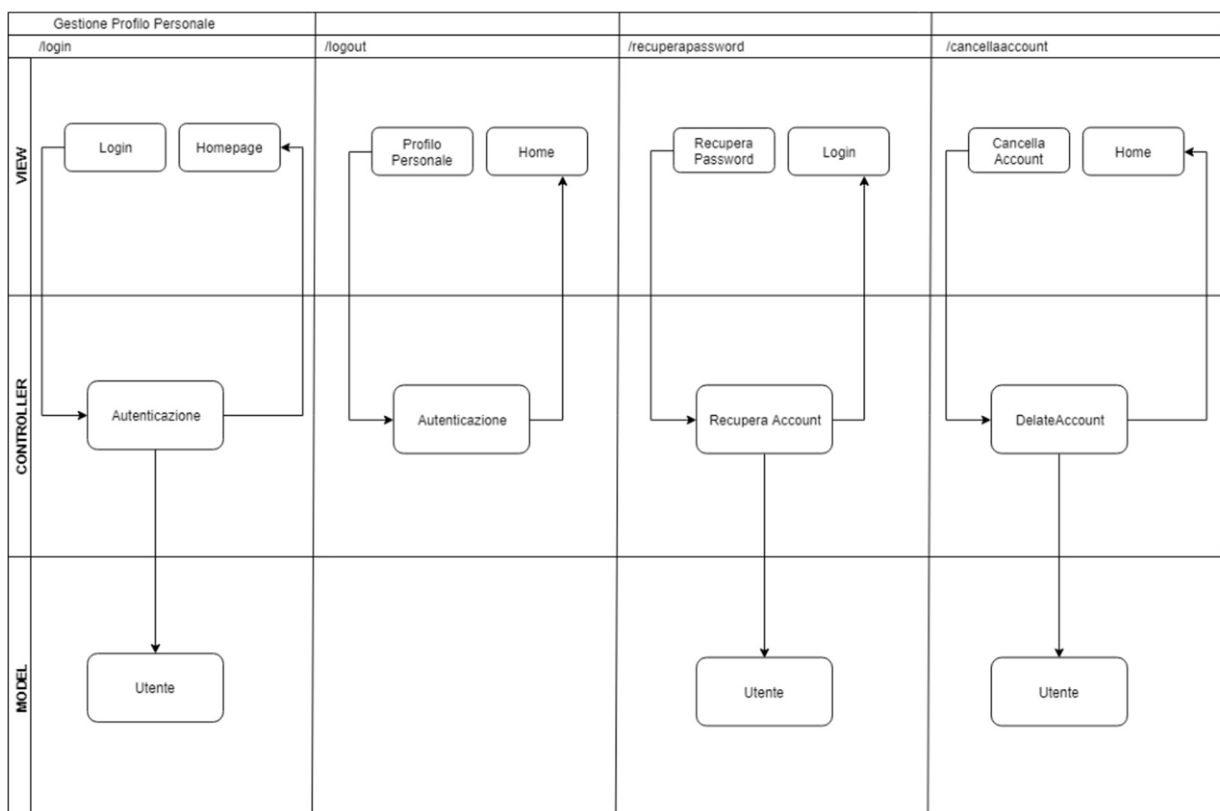 Gestione Profilo Personale
/login
/logout
/recuperapassword
/cancellaaccount
VIEW
Login
Homepage
Profilo
Personale
Home
Recupera
Password
Login
Cancella
Account
Home
CONTROLLER
Autenticazione
Autenticazione
Recupera Account
DelateAccount
MODEL
Utente
Utente
Utente